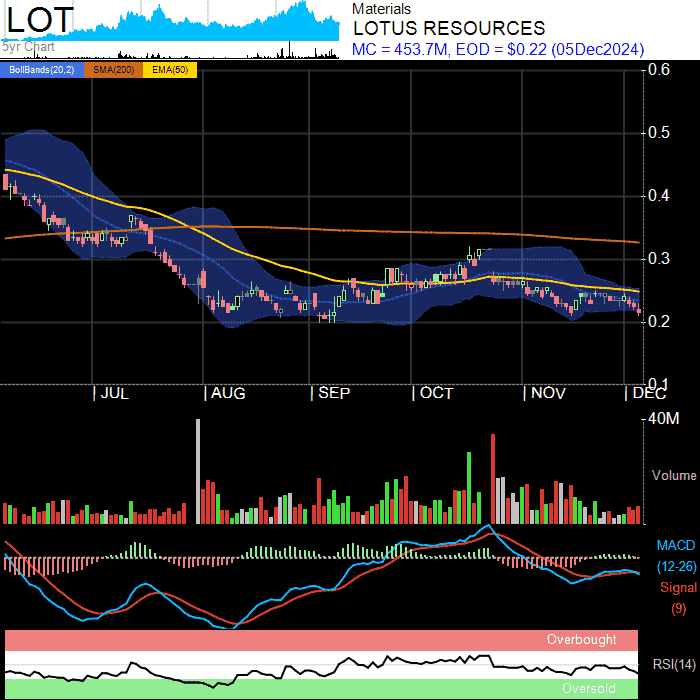 LOT
5yr Chart
Materials
LOTUS RESOURCES
MC = 453.7M, EOD = $0.22 (05Dec2024)
BollBands(20,2) SMA(200) EMA(50)
0.6
0.5
0.4
0.3
0.2
0.1
JUL AUG SEP OCT NOV DEC
40M
Volume
MACD
(12-26)
Signal
(9)
Overbought
RSI(14)
Oversold